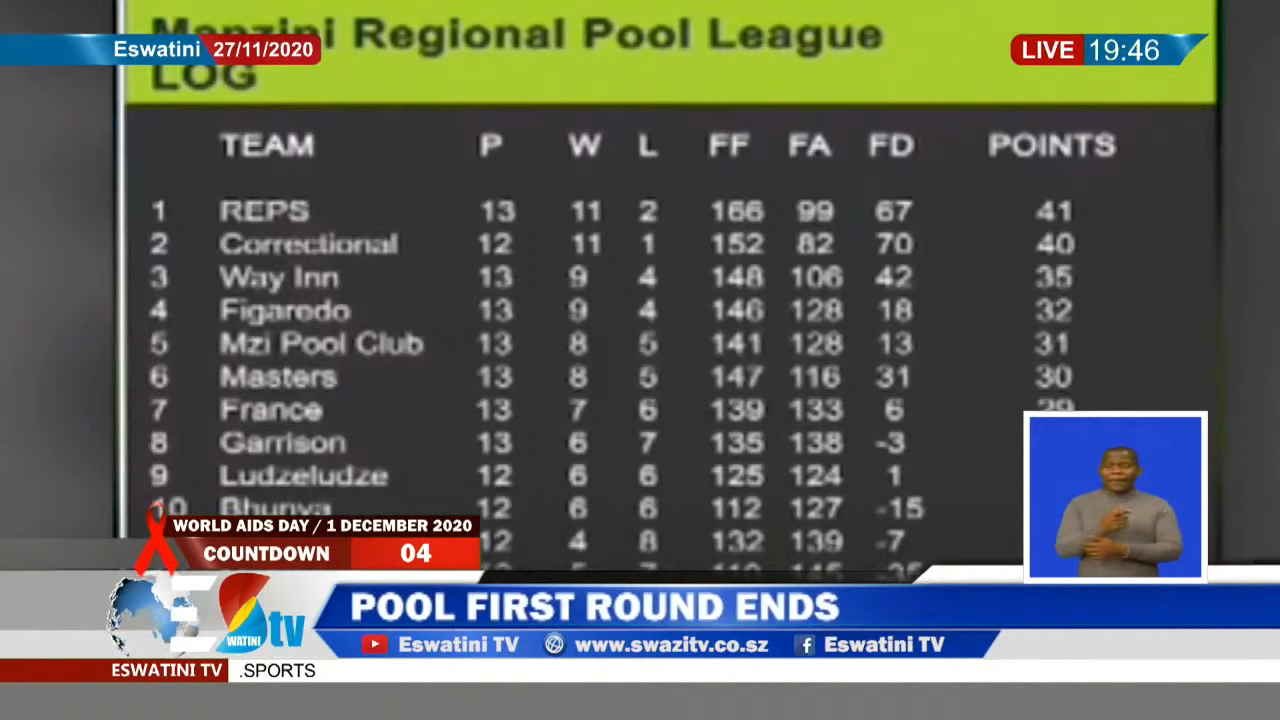 Manzini Regional Pool League
LOG
Eswatini 27/11/2020
LIVE 19:46
TEAM P W L FF FA FD POINTS
1 REPS 13 11 2 166 99 67 41
2 Correctional 12 11 1 152 82 70 40
3 Way Inn 13 9 4 148 106 42 35
4 Figaredo 13 9 4 146 128 18 32
5 Mzi Pool Club 13 8 5 141 128 13 31
6 Masters 13 8 5 147 116 31 30
7 France 13 7 6 139 133 6 29
8 Garrison 13 6 7 135 138 -3
9 Ludzeludze 12 6 6 125 124 1
10 Bhunya 12 6 6 112 127 -15
12 4 8 132 139 -7
WORLD AIDS DAY / 1 DECEMBER 2020
COUNTDOWN 04
E WATINI tv
POOL FIRST ROUND ENDS
Eswatini TV www.swazitv.co.sz Eswatini TV
ESWATINI TV .SPORTS